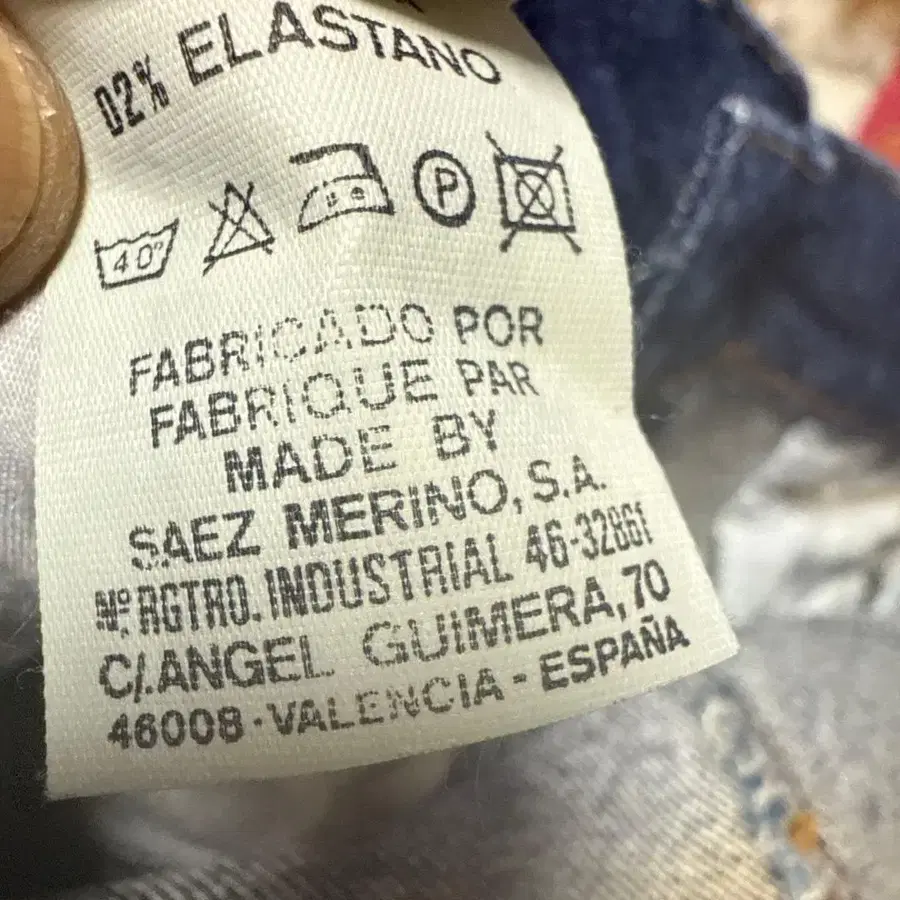 02% ELASTANO
40°
P
FABRICADO POR
FABRIQUE PAR
MADE BY
SAEZ MERINO, S.A.
Nº. RGTRO. INDUSTRIAL 46-32861
C/. ANGEL GUIMERA, 70
46008 - VALENCIA - ESPAÑA